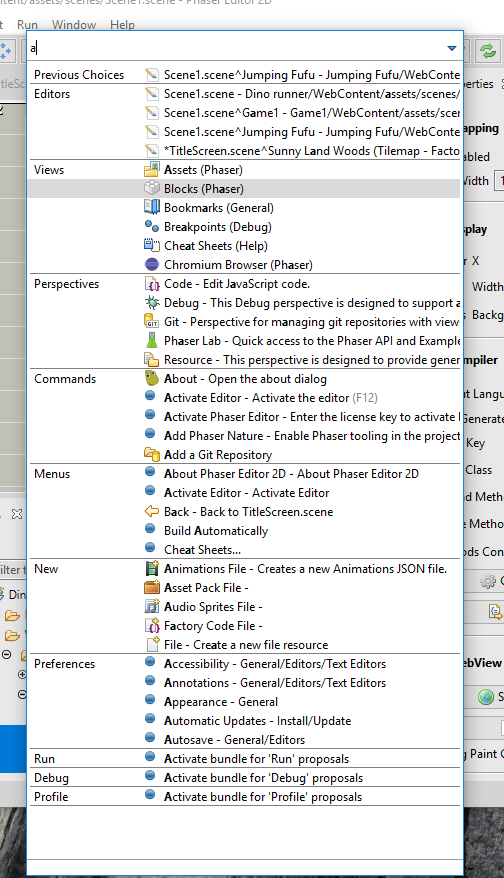 ntent/assets/scenes/Scene1.scene - Phaser Editor 2D
t Run Window Help
a
Previous Choices Scene1.scene^Jumping Fufu - Jumping Fufu/WebConte
Editors Scene1.scene - Dino runner/WebContent/assets/scenes/
Scene1.scene^Game1 - Game1/WebContent/assets/scer
Scene1.scene^Jumping Fufu - Jumping Fufu/WebConte
*TitleScreen.scene^Sunny Land Woods (Tilemap - Facto
Views Assets (Phaser)
Blocks (Phaser)
Bookmarks (General)
Breakpoints (Debug)
Cheat Sheets (Help)
Chromium Browser (Phaser)
Perspectives Code - Edit JavaScript code.
Debug - This Debug perspective is designed to support a
Git - Perspective for managing git repositories with view
Phaser Lab - Quick access to the Phaser API and Example
Resource - This perspective is designed to provide gener
Commands About - Open the about dialog
Activate Editor - Activate the editor (F12)
Activate Phaser Editor - Enter the license key to activate l
Add Phaser Nature - Enable Phaser tooling in the project
Add a Git Repository
Menus About Phaser Editor 2D - About Phaser Editor 2D
Activate Editor - Activate Editor
Back - Back to TitleScreen.scene
Build Automatically
Cheat Sheets...
New Animations File - Creates a new Animations JSON file.
Asset Pack File -
Audio Sprites File -
Factory Code File -
File - Create a new file resource
Preferences Accessibility - General/Editors/Text Editors
Annotations - General/Editors/Text Editors
Appearance - General
Automatic Updates - Install/Update
Autosave - General/Editors
Run Activate bundle for 'Run' proposals
Debug Activate bundle for 'Debug' proposals
Profile Activate bundle for 'Profile' proposals
itleSc
ilter t
Din
perties
apping
abled
Width 1
splay
r X
Width
s Backg
mpiler
t Langu
Generate
Key
Class
d Metho
e Metho
ds Con
ebView
S
g Paint C